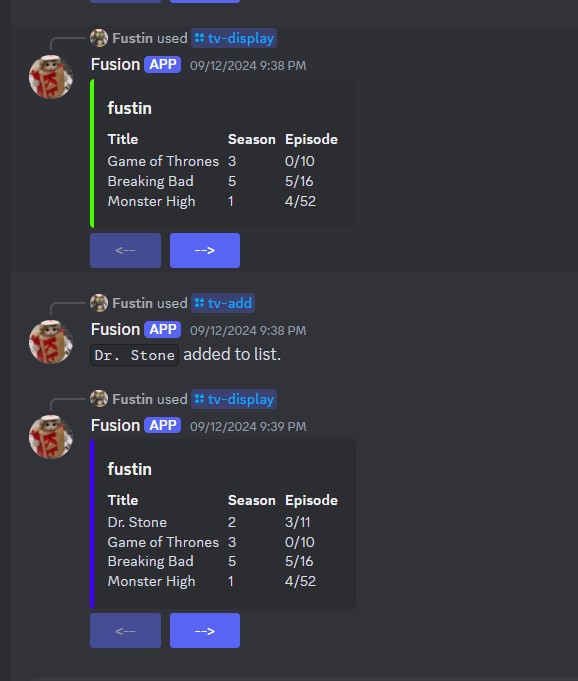 Fustin used tv-display
Fusion APP 09/12/2024 9:38 PM
fustin
Title Season Episode
Game of Thrones 3 0/10
Breaking Bad 5 5/16
Monster High 1 4/52
<-- -->
Fustin used tv-add
Fusion APP 09/12/2024 9:38 PM
Dr. Stone added to list.
Fustin used tv-display
Fusion APP 09/12/2024 9:39 PM
fustin
Title Season Episode
Dr. Stone 2 3/11
Game of Thrones 3 0/10
Breaking Bad 5 5/16
Monster High 1 4/52
<-- -->